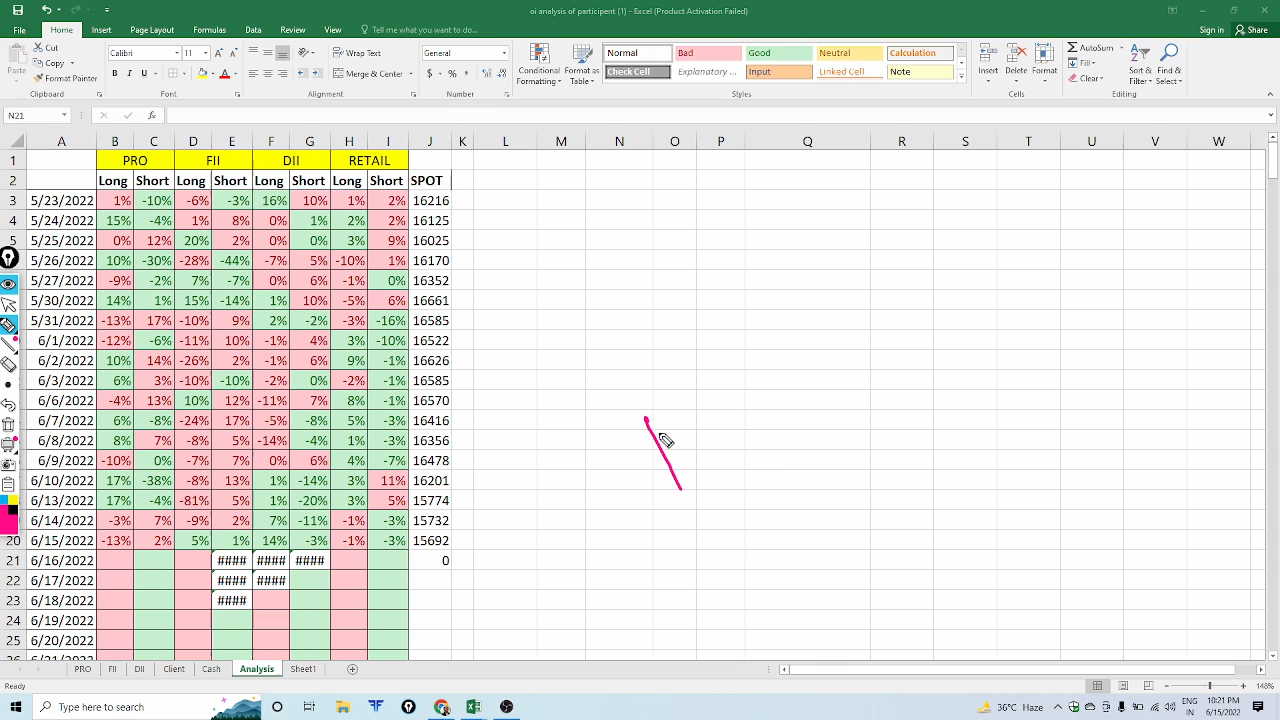 oi analysis of participant (1) - Excel (Product Activation Failed)
File Home Insert Page Layout Formulas Data Review View Tell me what you want to do... Sign in Share
Cut Calibri 11 Wrap Text General Normal Bad Good Neutral Calculation AutoSum
Copy Check Cell Explanatory ... Input Linked Cell Note Fill
Paste Format Painter Merge & Center Conditional Formatting Format as Table Insert Delete Format Clear Sort & Filter Find & Select
Clipboard Font Alignment Number Styles Cells Editing
N21
A B C D E F G H I J K L M N O P Q R S T U V W
1 PRO FII DII RETAIL
2 Long Short Long Short Long Short Long Short SPOT
3 5/23/2022 1% -10% -6% -3% 16% 10% 1% 2% 16216
4 5/24/2022 15% -4% 1% 8% 0% 1% 2% 2% 16125
5 5/25/2022 0% 12% 20% 2% 0% 0% 3% 9% 16025
5/26/2022 10% -30% -28% -44% -7% 5% -10% 1% 16170
5/27/2022 -9% -2% 7% -7% 0% 6% -1% 0% 16352
5/30/2022 14% 1% 15% -14% 1% 10% -5% 6% 16661
5/31/2022 -13% 17% -10% 9% 2% -2% -3% -16% 16585
6/1/2022 -12% -6% -11% 10% -1% 4% 3% -10% 16522
6/2/2022 10% 14% -26% 2% -1% 6% 9% -1% 16626
6/3/2022 6% 3% -10% -10% -2% 0% -2% -1% 16585
6/6/2022 -4% 13% 10% 12% -11% 7% 8% -1% 16570
6/7/2022 6% -8% -24% 17% -5% -8% 5% -3% 16416
6/8/2022 8% 7% -8% 5% -14% -4% 1% -3% 16356
6/9/2022 -10% 0% -7% 7% 0% 6% 4% -7% 16478
6/10/2022 17% -38% -8% 13% 1% -14% 3% 11% 16201
6/13/2022 17% -4% -81% 5% 1% -20% 3% 5% 15774
6/14/2022 -3% 7% -9% 2% 7% -11% -1% -3% 15732
20 6/15/2022 -13% 2% 5% 1% 14% -3% -1% -3% 15692
21 6/16/2022 #### #### #### 0
22 6/17/2022 #### ####
23 6/18/2022 ####
24 6/19/2022
25 6/20/2022
PRO FII DII Client Cash Analysis Sheet1
Ready 148%
Type here to search 36°C Haze ENG IN 10:21 PM 6/15/2022